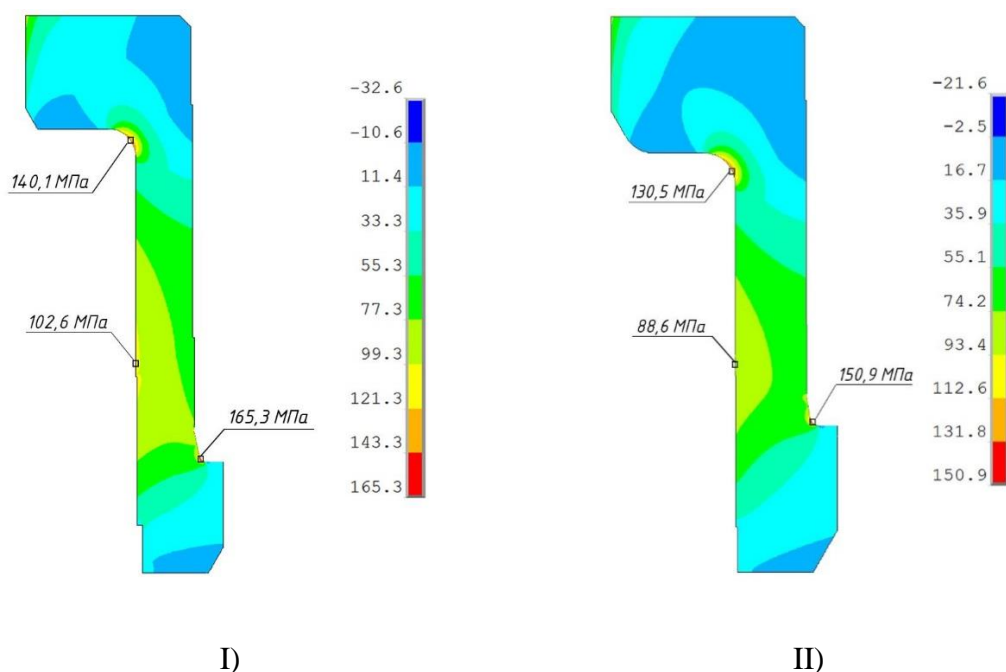 -32.6
-10.6
11.4
33.3
55.3
77.3
99.3
121.3
143.3
165.3
140,1 МПа
102,6 МПа
165,3 МПа
I)
-21.6
-2.5
16.7
35.9
55.1
74.2
93.4
112.6
131.8
150.9
130,5 МПа
88,6 МПа
150,9 МПа
II)